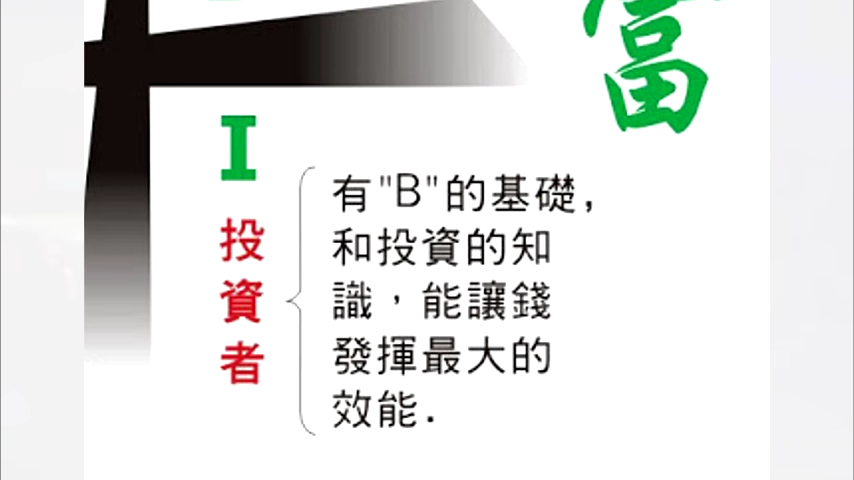 富
I
投資者
有"B"的基礎,
和投資的知
識，能讓錢
發揮最大的
效能.